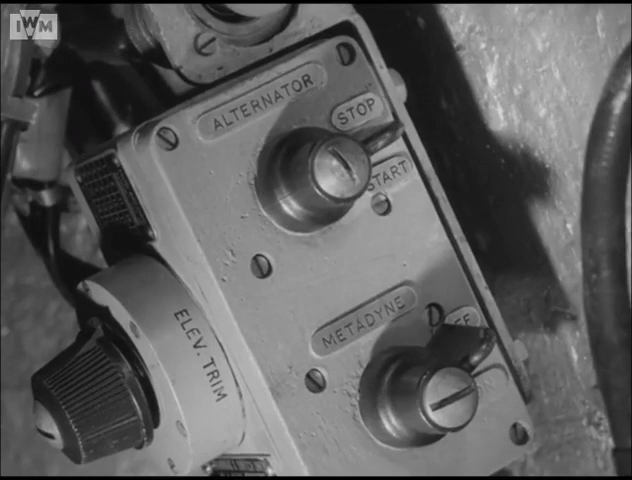 IWM
ALTERNATOR
STOP
START
METADYNE
ELEV. TRIM